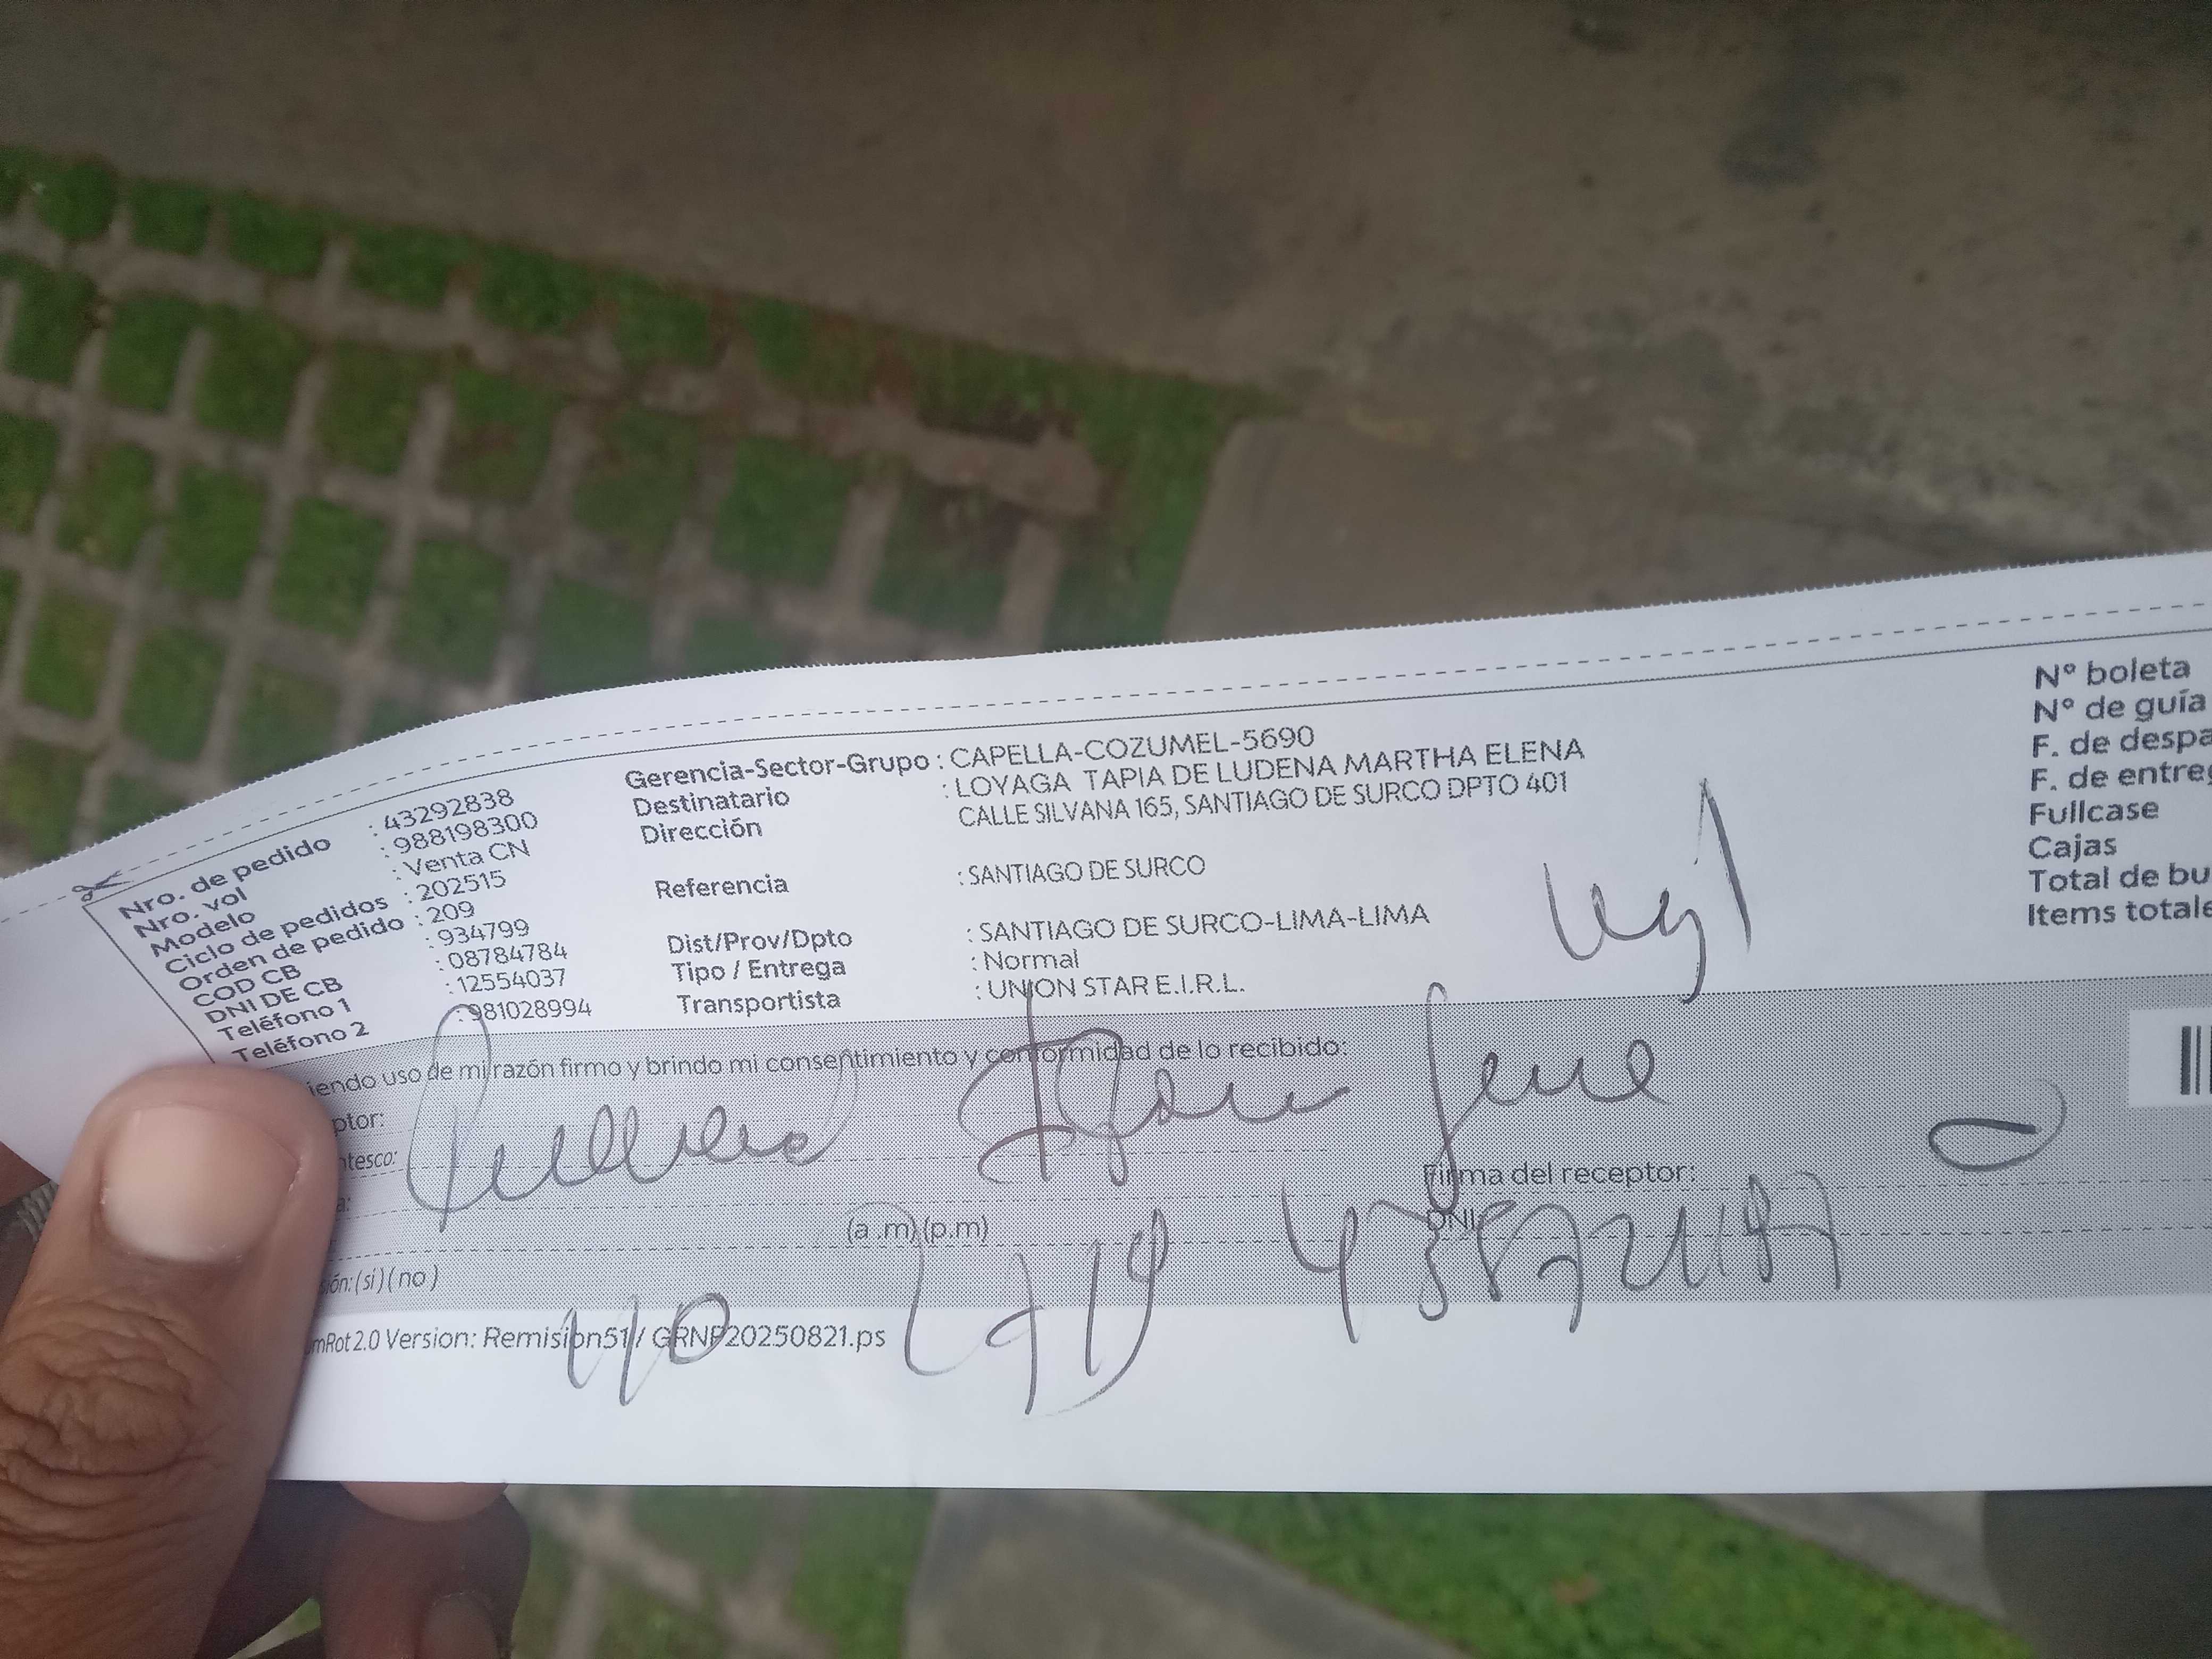 Nro. de pedido : 43292838
Nro. vol : 988198300
Modelo : Venta CN
Ciclo de pedidos : 202515
Orden de pedido : 209
COD CB : 934799
DNI DE CB : 08784784
Teléfono 1 : 12554037
Teléfono 2 : 981028994
Gerencia-Sector-Grupo : CAPELLA-COZUMEL-5690
Destinatario : LOYAGA TAPIA DE LUDENA MARTHA ELENA
Dirección CALLE SILVANA 165, SANTIAGO DE SURCO DPTO 401
Referencia : SANTIAGO DE SURCO
Dist/Prov/Dpto : SANTIAGO DE SURCO-LIMA-LIMA
Tipo / Entrega : Normal
Transportista : UNION STAR E.I.R.L.
Nº boleta
Nº de guía
F. de despa
F. de entreg
Fullcase
Cajas
Total de bu
Items totale
iendo uso de mi razón firmo y brindo mi consentimiento y conformidad de lo recibido:
ptor:
ntesco:
a:
Firma del receptor:
(a.m) (p.m)
DNI:
sión: (si) ( no )
mRot 2.0 Version: Remision51 / GRNP20250821.ps